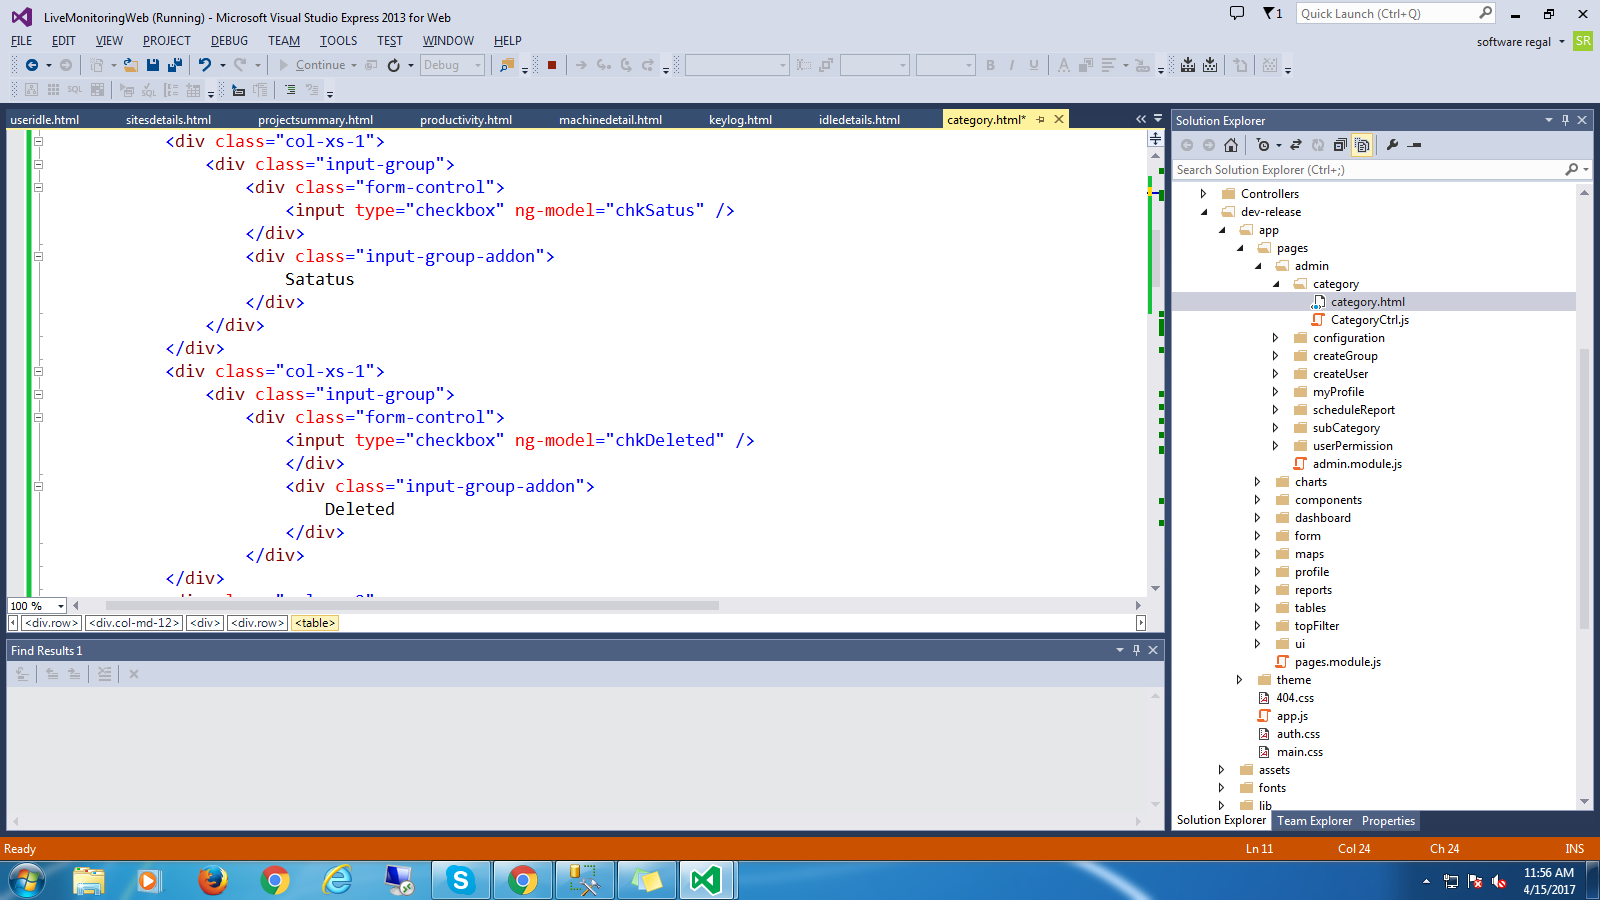 LiveMonitoringWeb (Running) - Microsoft Visual Studio Express 2013 for Web
1
Quick Launch (Ctrl+Q)
FILE EDIT VIEW PROJECT DEBUG TEAM TOOLS TEST WINDOW HELP
software regal SR
Continue Debug
SQL SQL
useridle.html sitesdetails.html projectsummary.html productivity.html machinedetail.html keylog.html idledetails.html category.html*
<div class="col-xs-1">
<div class="input-group">
<div class="form-control">
<input type="checkbox" ng-model="chkSatus" />
</div>
<div class="input-group-addon">
Satatus
</div>
</div>
</div>
<div class="col-xs-1">
<div class="input-group">
<div class="form-control">
<input type="checkbox" ng-model="chkDeleted" />
</div>
<div class="input-group-addon">
Deleted
</div>
</div>
</div>
100 %
<div.row> <div.col-md-12> <div> <div.row> <table>
Find Results 1
Solution Explorer
Search Solution Explorer (Ctrl+;)
Controllers
dev-release
app
pages
admin
category
category.html
CategoryCtrl.js
configuration
createGroup
createUser
myProfile
scheduleReport
subCategory
userPermission
admin.module.js
charts
components
dashboard
form
maps
profile
reports
tables
topFilter
ui
pages.module.js
theme
404.css
app.js
auth.css
main.css
assets
fonts
lib
Solution Explorer Team Explorer Properties
Ready Ln 11 Col 24 Ch 24 INS
11:56 AM
4/15/2017